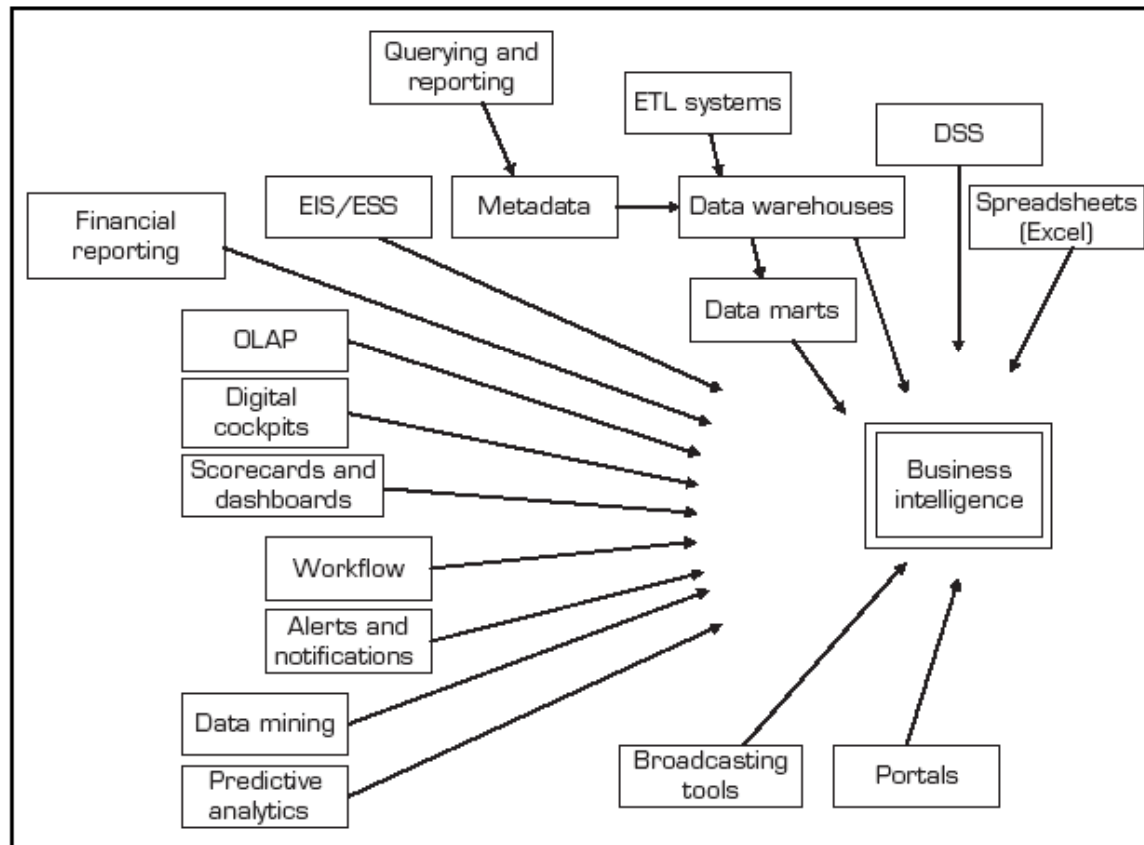 Querying and
reporting
ETL systems
DSS
EIS/ESS
Metadata
Data warehouses
Spreadsheets
(Excel)
Financial
reporting
Data marts
OLAP
Digital
cockpits
Scorecards and
dashboards
Business
intelligence
Workflow
Alerts and
notifications
Data mining
Predictive
analytics
Broadcasting
tools
Portals